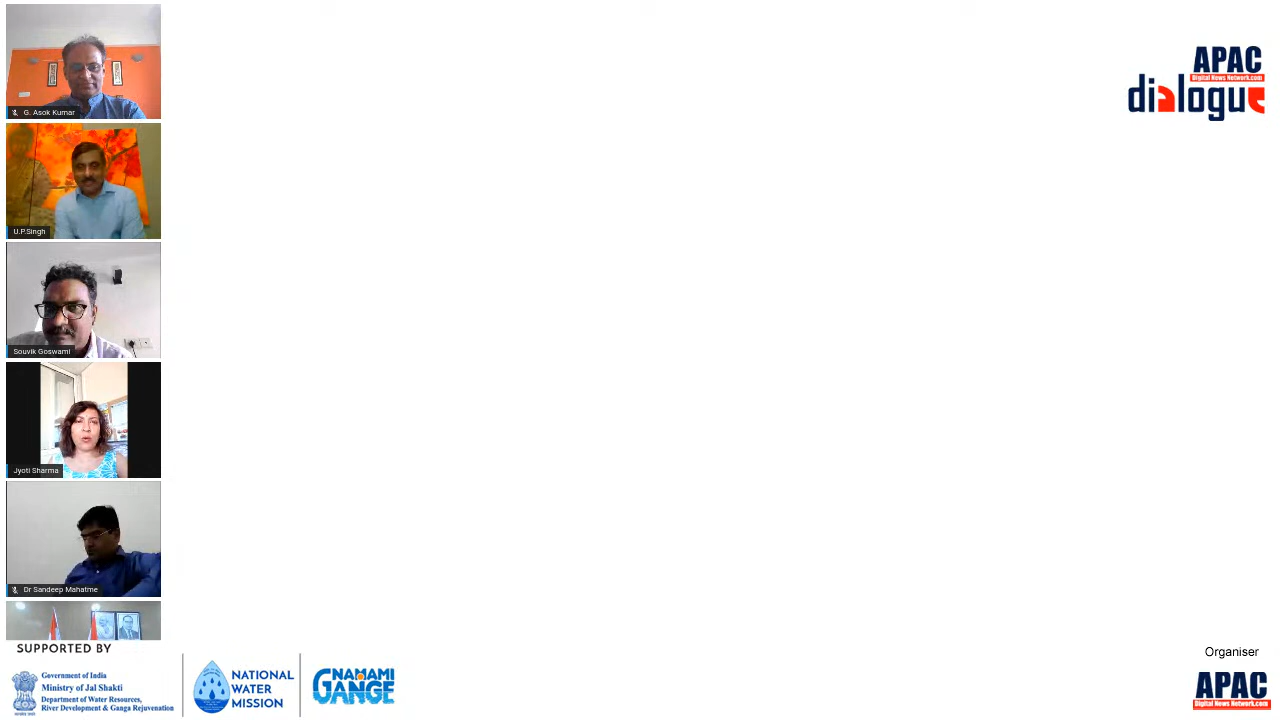 APAC
Digital News Network.com
dialogue
G. Asok Kumar
U.P.Singh
Souvik Goswami
Jyoti Sharma
Dr Sandeep Mahatme
SUPPORTED BY
Government of India
Ministry of Jal Shakti
Department of Water Resources,
River Development & Ganga Rejuvenation
NATIONAL
WATER
MISSION
NAMAMI
GANGE
Organiser
APAC
Digital News Network.com